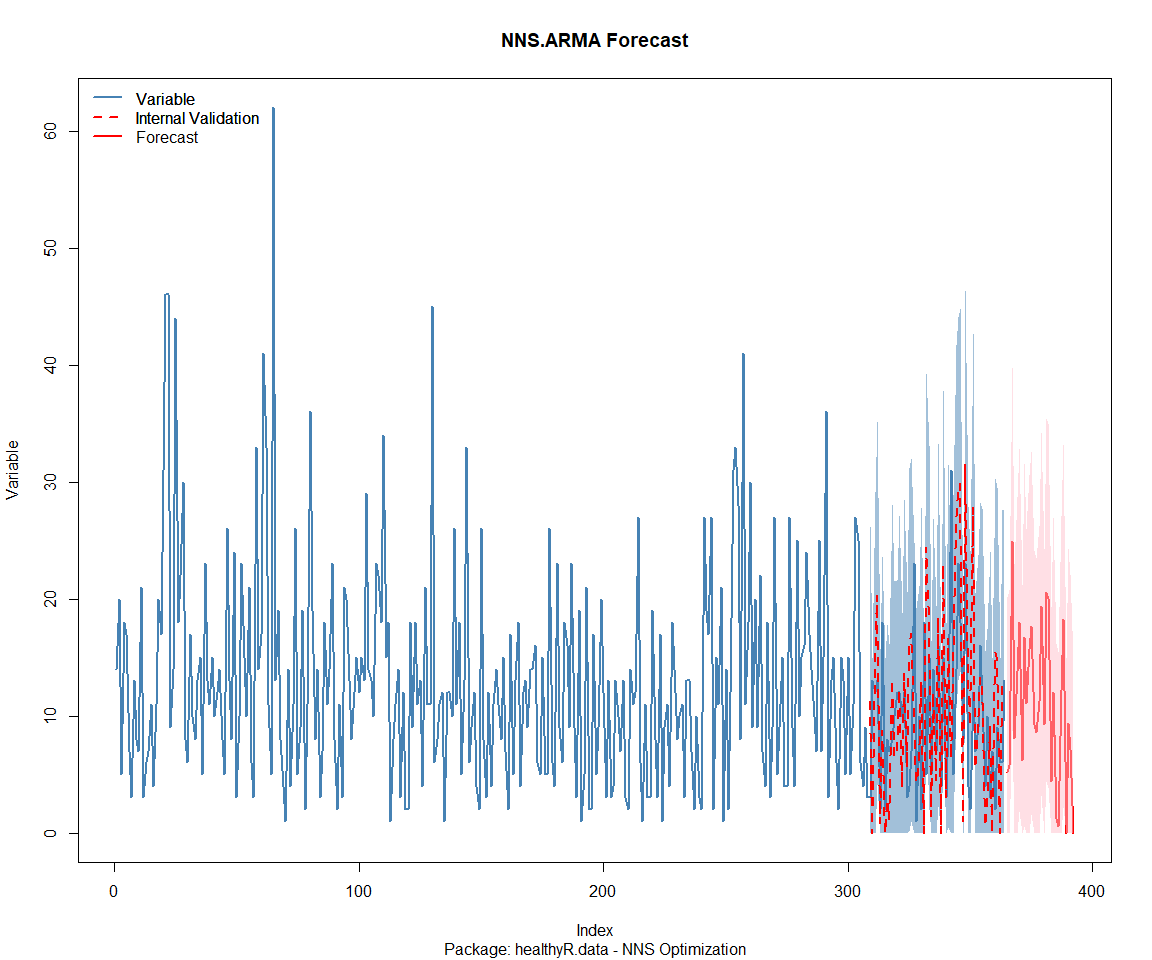 NNS.ARMA Forecast
Variable
Internal Validation
Forecast
Variable
60
50
40
30
20
10
0
0 100 200 300 400
Index
Package: healthyR.data - NNS Optimization